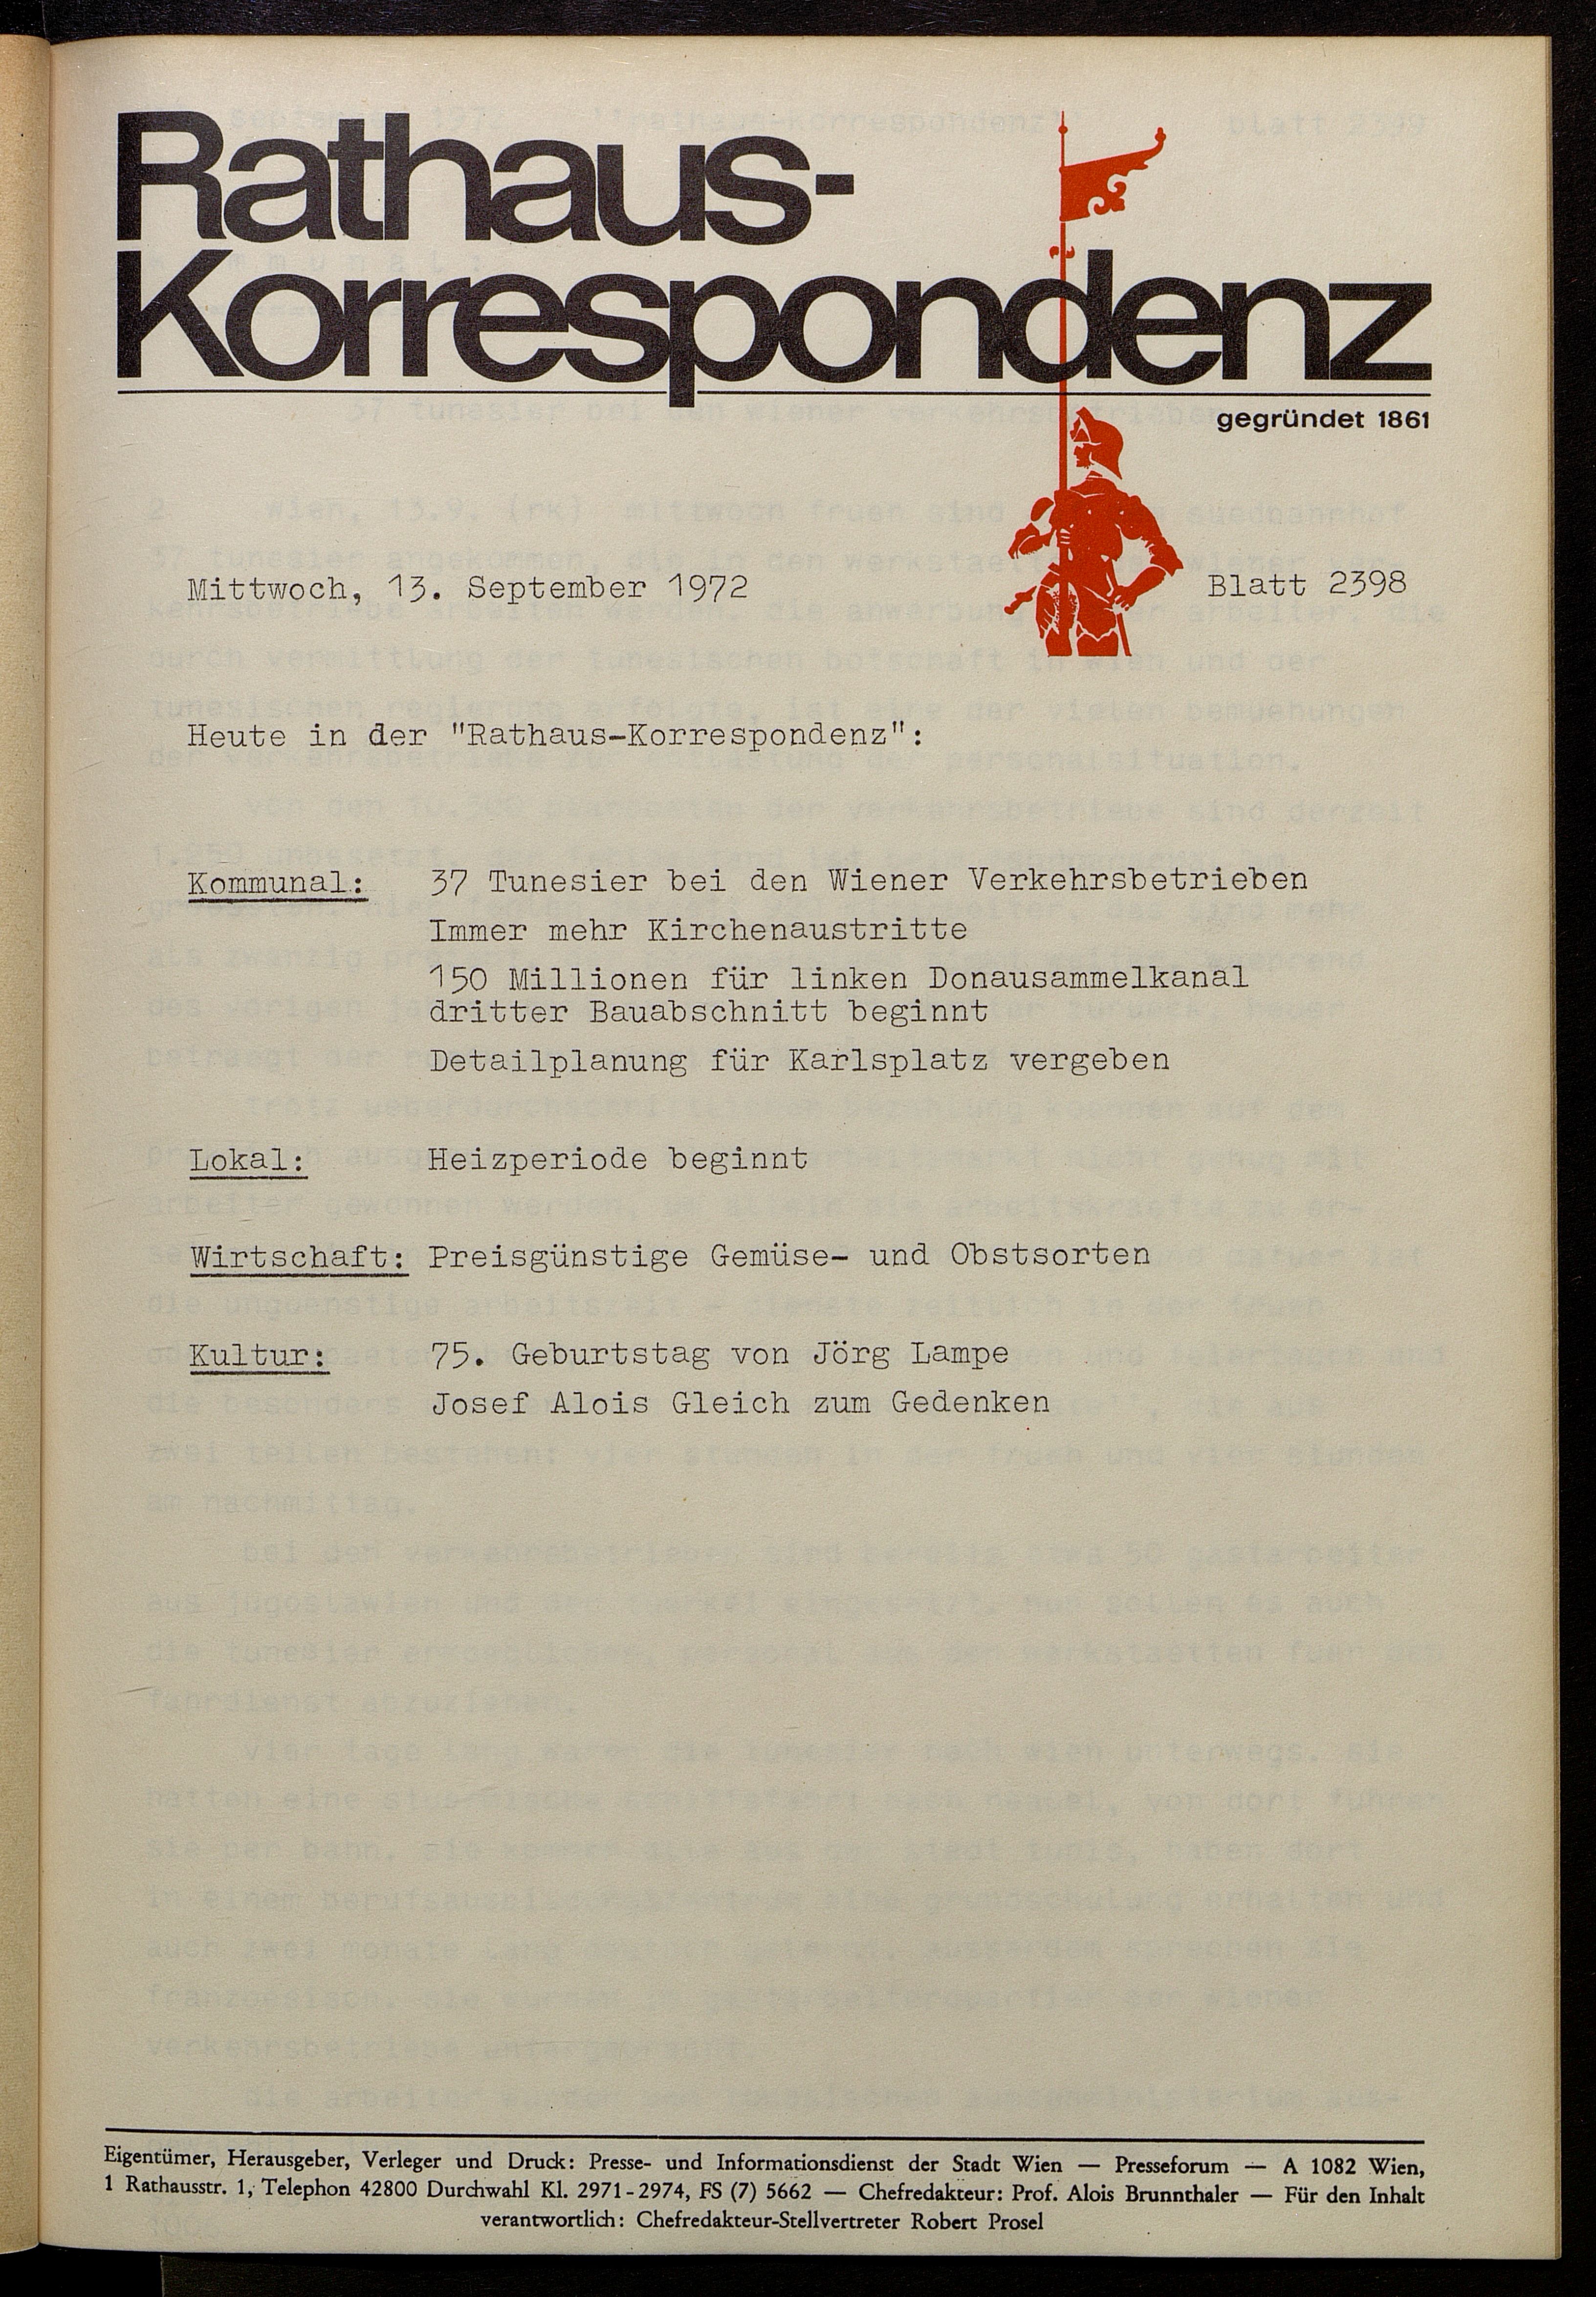 Rathaus-
Korrespondenz
gegründet 1861
Mittwoch, 13. September 1972 Blatt 2398
Heute in der "Rathaus-Korrespondenz":
Kommunal: 37 Tunesier bei den Wiener Verkehrsbetrieben
Immer mehr Kirchenaustritte
150 Millionen für linken Donausammelkanal
dritter Bauabschnitt beginnt
Detailplanung für Karlsplatz vergeben
Lokal: Heizperiode beginnt
Wirtschaft: Preisgünstige Gemüse- und Obstsorten
Kultur: 75. Geburtstag von Jörg Lampe
Josef Alois Gleich zum Gedenken
Eigentümer, Herausgeber, Verleger und Druck: Presse- und Informationsdienst der Stadt Wien — Presseforum — A 1082 Wien,
1 Rathausstr. 1, Telephon 42800 Durchwahl Kl. 2971-2974, FS (7) 5662 — Chefredakteur: Prof. Alois Brunnthaler — Für den Inhalt
verantwortlich: Chefredakteur-Stellvertreter Robert Prosel